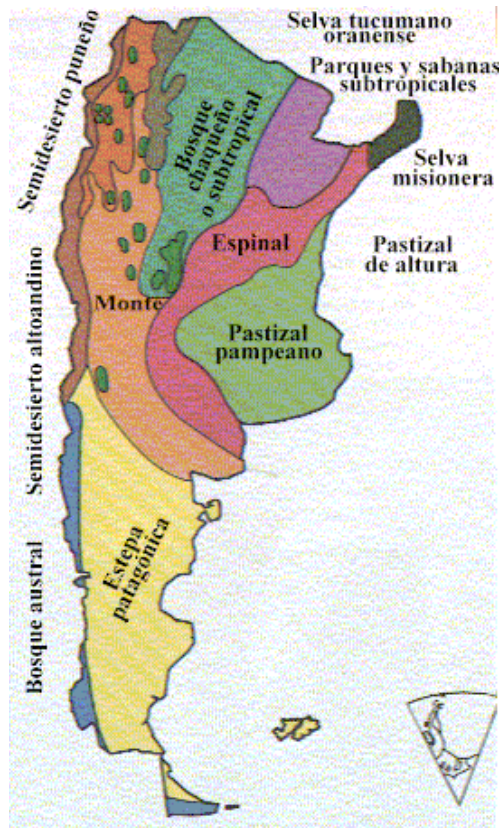 Selva tucumano
oranense
Parques y sabanas
subtropicales
Selva
misionera
Pastizal
de altura
Semidesierto puneño
Bosque
chaqueño
o subtropical
Espinal
Monte
Pastizal
pampeano
Semidesierto altoandino
Estepa
patagónica
Bosque austral